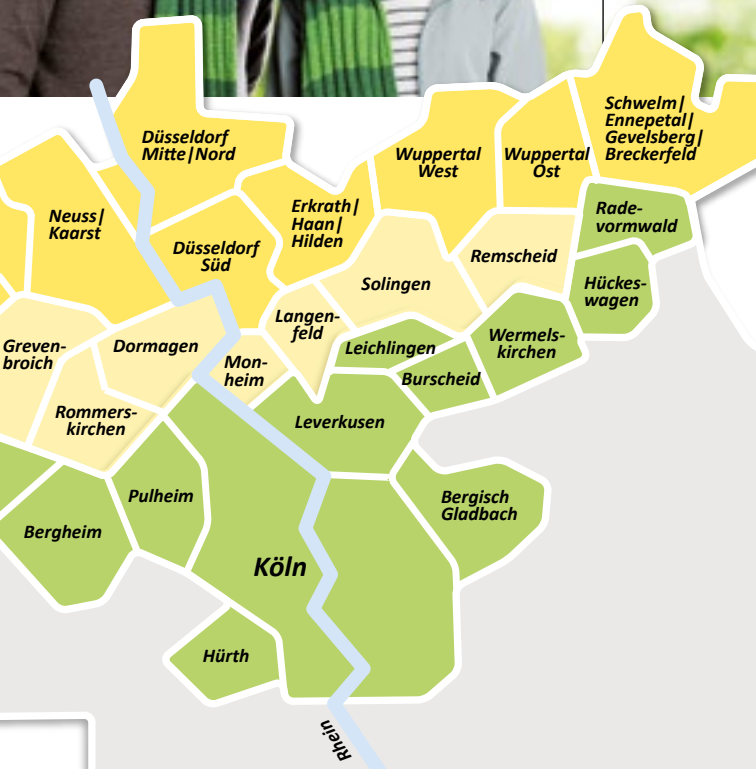 Schwelm|
Ennepetal|
Gevelsberg|
Breckerfeld
Düsseldorf
Mitte|Nord
Wuppertal
West
Wuppertal
Ost
Neuss|
Kaarst
Erkrath|
Haan|
Hilden
Rade-
vormwald
Düsseldorf
Süd
Remscheid
Solingen
Hückes-
wagen
Langen-
feld
Greven-
broich
Dormagen
Leichlingen
Wermels-
kirchen
Mon-
heim
Burscheid
Rommers-
kirchen
Leverkusen
Pulheim
Bergisch
Gladbach
Bergheim
Köln
Hürth
Rhein